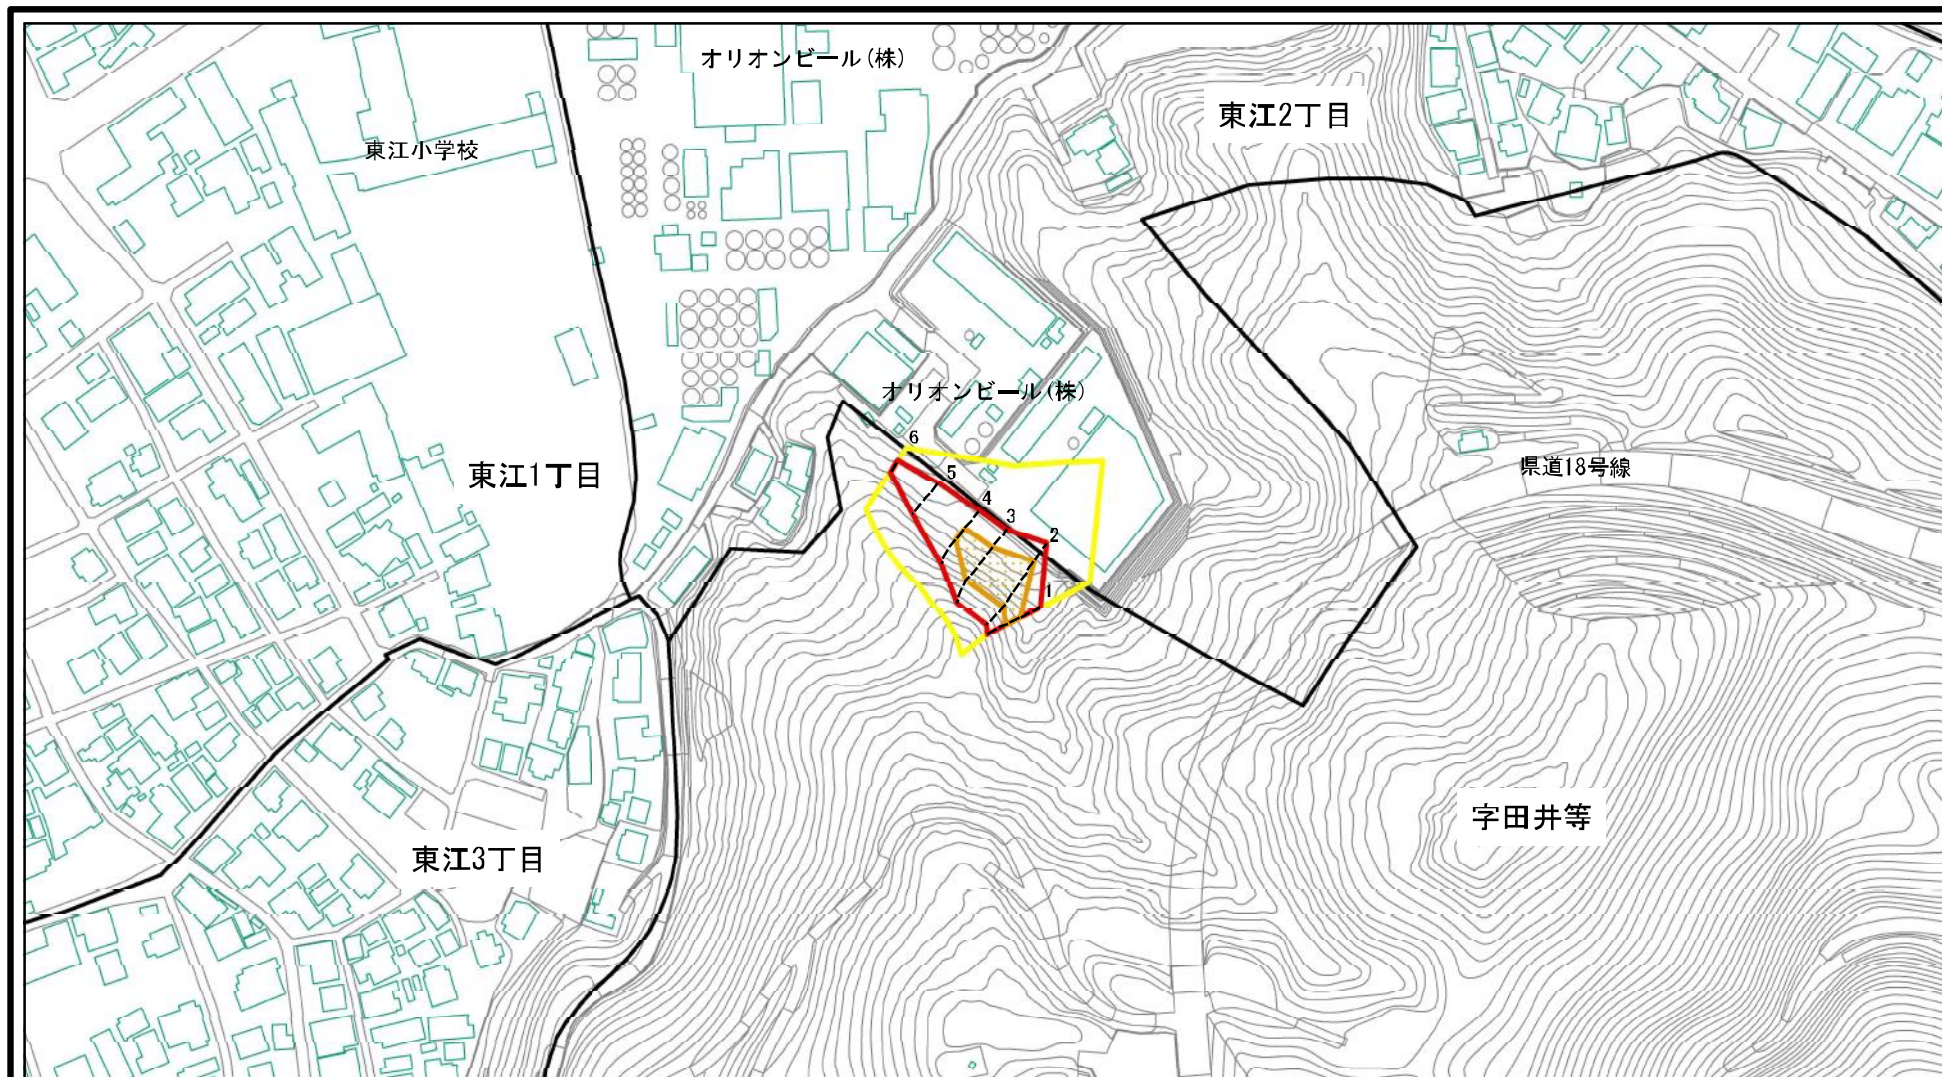 オリオンビール(株)
東江2丁目
東江小学校
オリオンビール(株)
6
県道18号線
東江1丁目
5
4
3
2
1
字田井等
東江3丁目